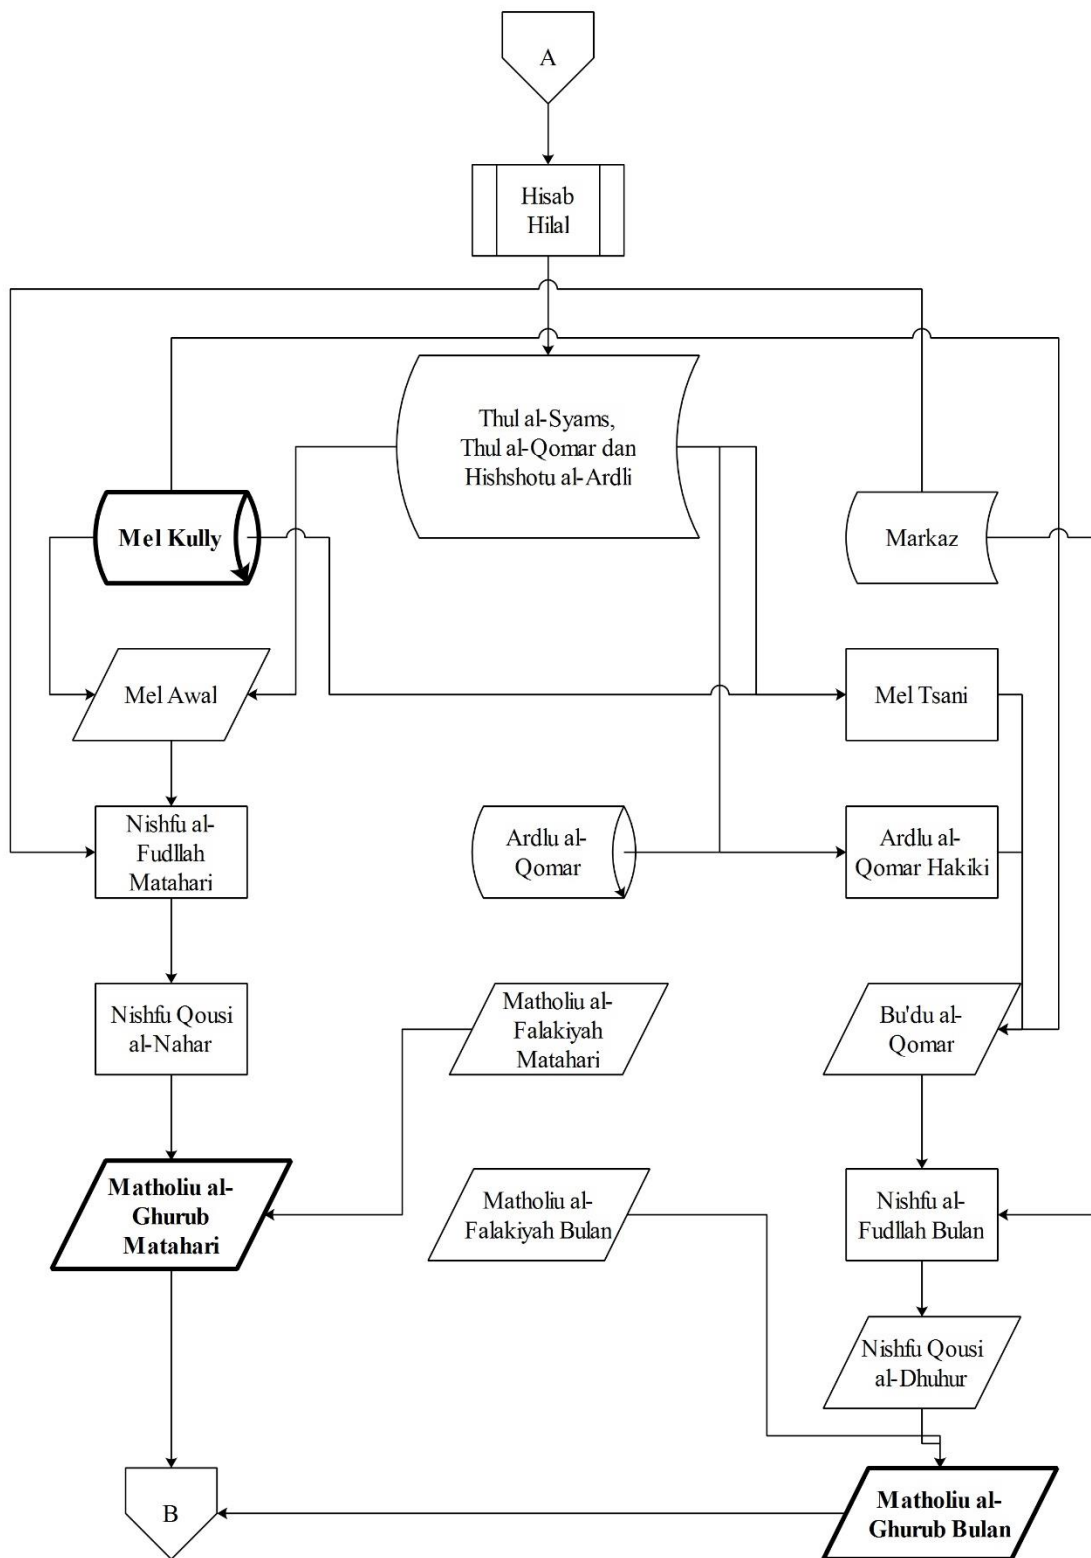 A
Hisab
Hilal
Thul al-Syams,
Thul al-Qomar dan
Hishshotu al-Ardli
Mel Kully
Markaz
Mel Awal
Mel Tsani
Nishfu al-
Fudllah
Matahari
Ardlu al-
Qomar
Ardlu al-
Qomar Hakiki
Nishfu Qousi
al-Nahar
Matholiu al-
Falakiyah
Matahari
Bu'du al-
Qomar
Matholiu al-
Ghurub
Matahari
Matholiu al-
Falakiyah Bulan
Nishfu al-
Fudllah Bulan
Nishfu Qousi
al-Dhuhur
B
Matholiu al-
Ghurub Bulan